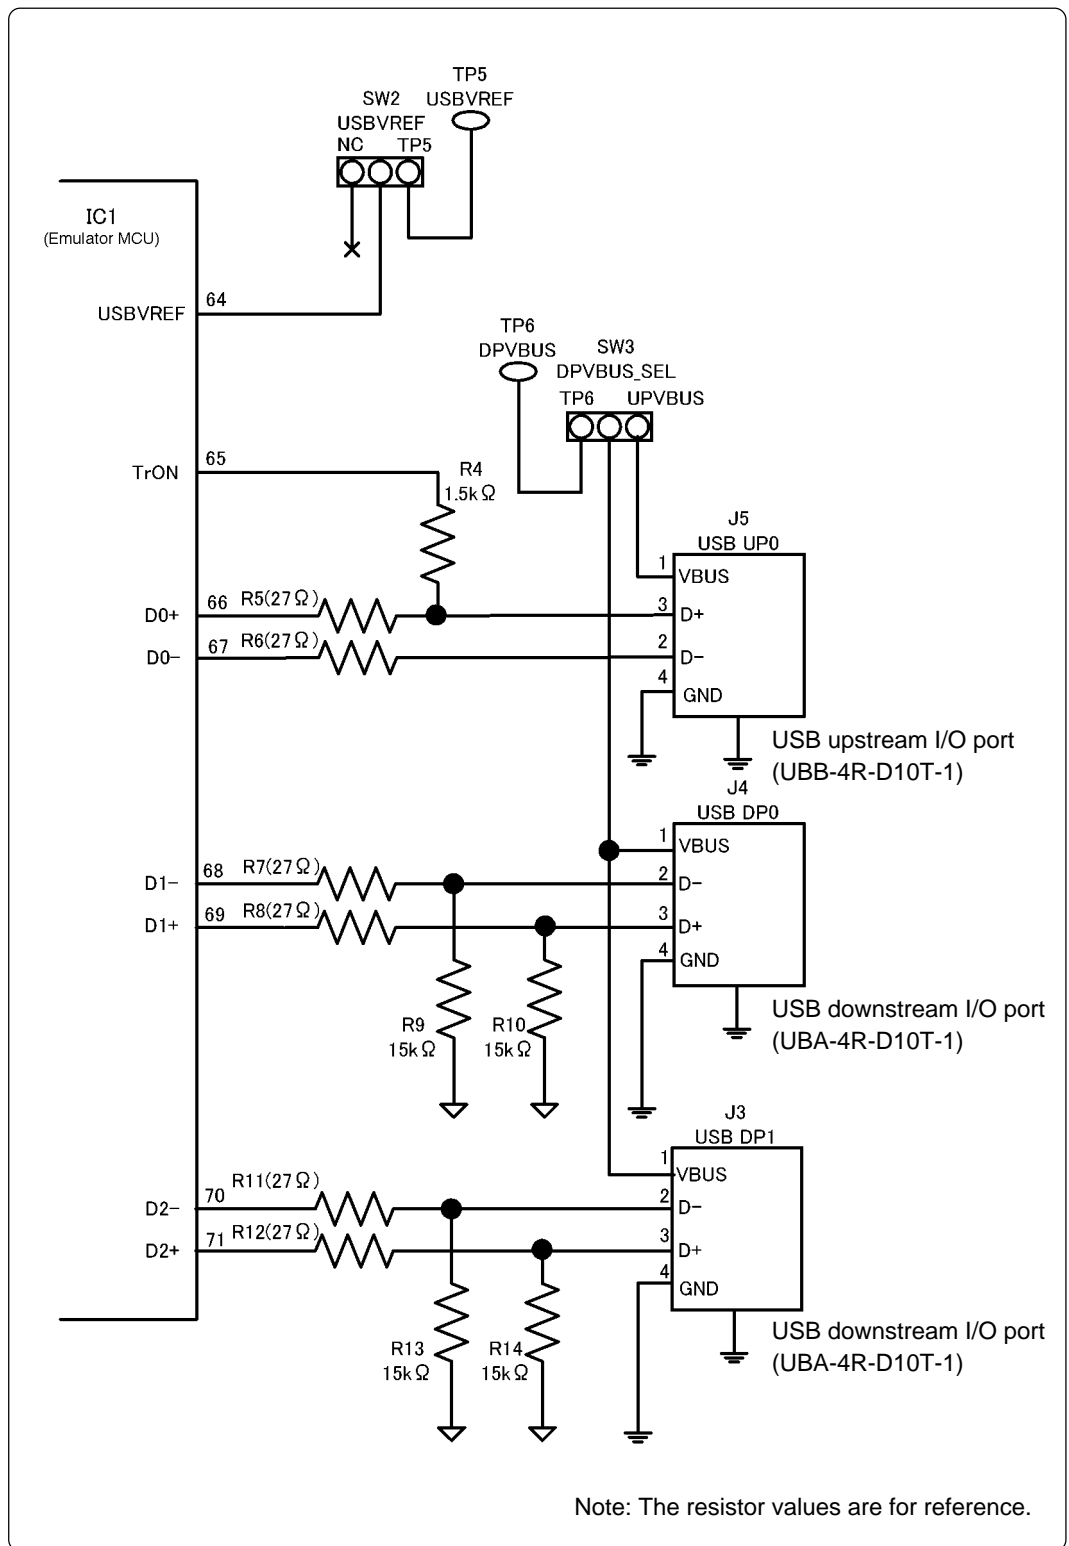 TP5
USBVREF
SW2
USBVREF
NC TP5
IC1
(Emulator MCU)
USBVREF 64
TP6
DPVBUS
SW3
DPVBUS_SEL
TP6 UPVBUS
TrON 65
R4
1.5kΩ
J5
USB UP0
1 VBUS
D0+ 66 R5(27Ω) 3 D+
D0- 67 R6(27Ω) 2 D-
4 GND
USB upstream I/O port
(UBB-4R-D10T-1)
J4
USB DP0
1 VBUS
D1- 68 R7(27Ω) 2 D-
D1+ 69 R8(27Ω) 3 D+
4 GND
R9
15kΩ
R10
15kΩ
USB downstream I/O port
(UBA-4R-D10T-1)
J3
USB DP1
1 VBUS
D2- 70 R11(27Ω) 2 D-
D2+ 71 R12(27Ω) 3 D+
4 GND
R13
15kΩ
R14
15kΩ
USB downstream I/O port
(UBA-4R-D10T-1)
Note: The resistor values are for reference.